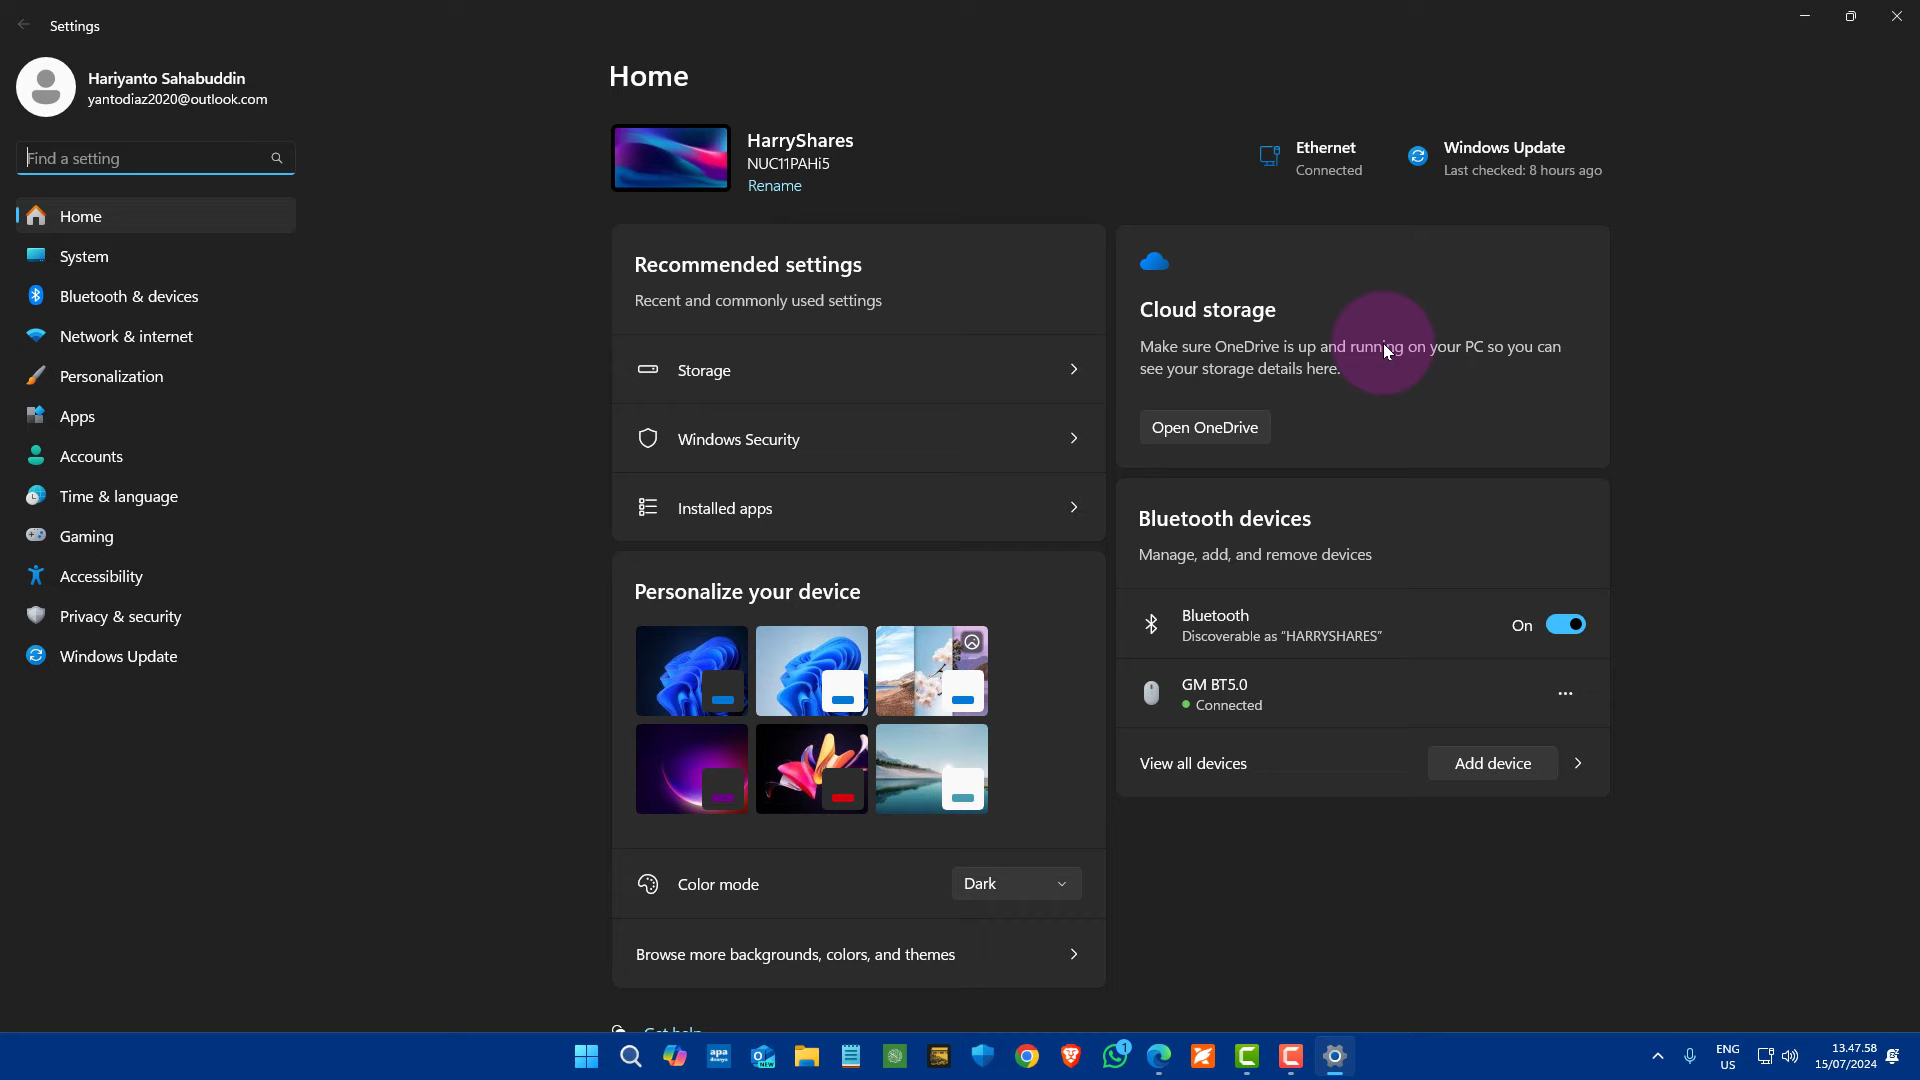 Settings
Hariyanto Sahabuddin
yantodiaz2020@outlook.com
Find a setting
Home
System
Bluetooth & devices
Network & internet
Personalization
Apps
Accounts
Time & language
Gaming
Accessibility
Privacy & security
Windows Update
Home
HarryShares
NUC11PAHi5
Rename
Ethernet
Connected
Windows Update
Last checked: 8 hours ago
Recommended settings
Recent and commonly used settings
Storage
Windows Security
Installed apps
Personalize your device
Color mode
Dark
Browse more backgrounds, colors, and themes
Get help
Cloud storage
Make sure OneDrive is up and running on your PC so you can
see your storage details here.
Open OneDrive
Bluetooth devices
Manage, add, and remove devices
Bluetooth
Discoverable as "HARRYSHARES"
On
GM BT5.0
Connected
View all devices
Add device
apa
NEW
1
ENG
US
13.47.58
15/07/2024